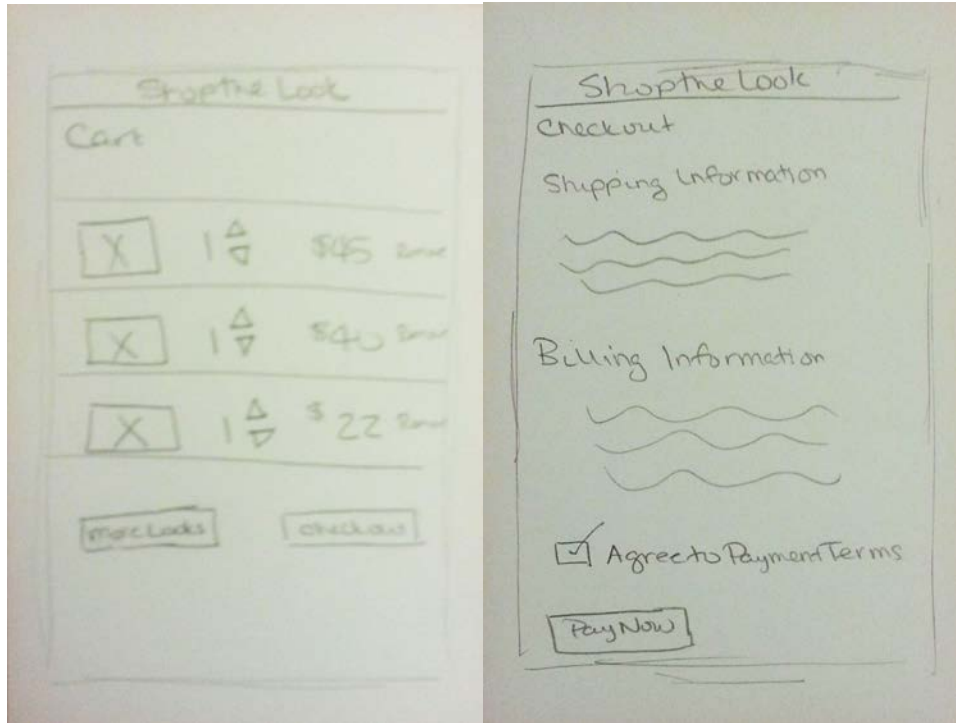 Shop the Look
Cart
X 1 $45
X 1 $40
X 1 $22
More Looks Checkout
Shop the Look
Checkout
Shipping Information
Billing Information
Agree to Payment Terms
Pay Now